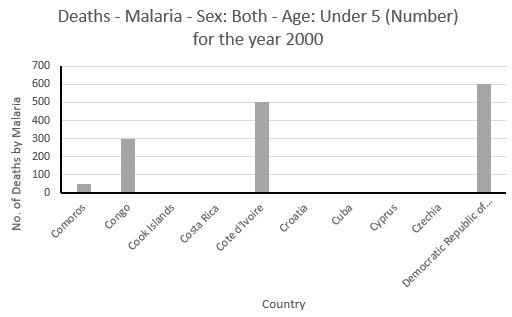 Deaths - Malaria - Sex: Both - Age: Under 5 (Number)
for the year 2000
No. of Deaths by Malaria
700
600
500
400
300
200
100
0
Comoros
Congo
Cook Islands
Costa Rica
Cote d'Ivoire
Croatia
Cuba
Cyprus
Czechia
Democratic Republic of...
Country